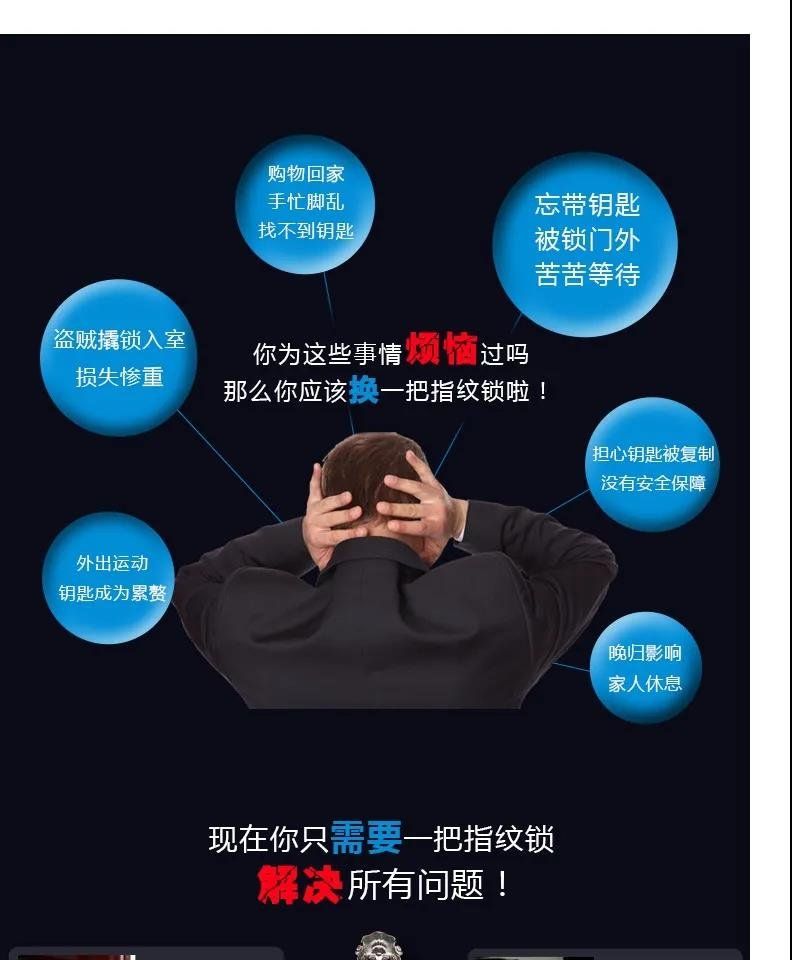 购物回家
手忙脚乱
找不到钥匙
忘带钥匙
被锁门外
苦苦等待
盗贼撬锁入室
损失惨重
你为这些事情烦恼过吗
那么你应该换一把指纹锁啦！
担心钥匙被复制
没有安全保障
外出运动
钥匙成为累赘
晚归影响
家人休息
现在你只需要一把指纹锁
解决所有问题！